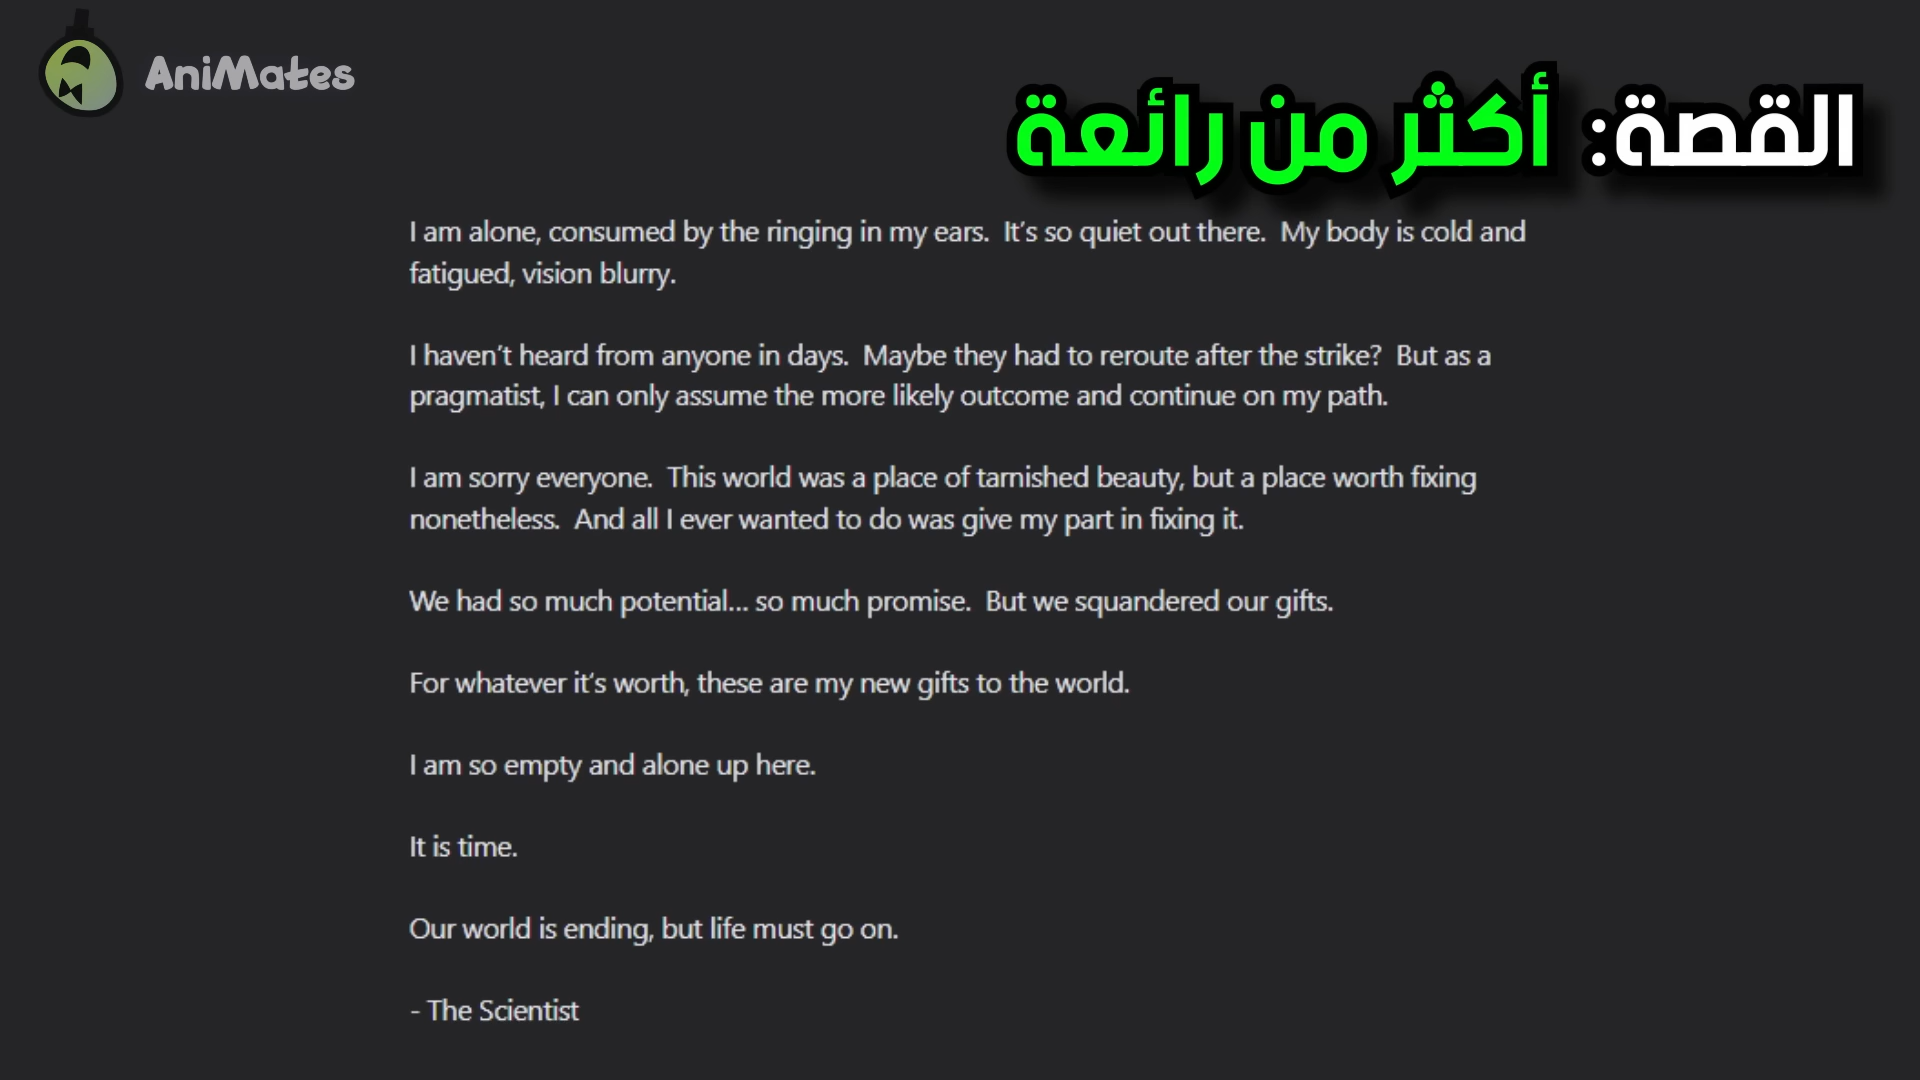 AniMates
القصة: أكثر من رائعة
I am alone, consumed by the ringing in my ears.  It's so quiet out there.  My body is cold and
fatigued, vision blurry.
I haven't heard from anyone in days.  Maybe they had to reroute after the strike?  But as a
pragmatist, I can only assume the more likely outcome and continue on my path.
I am sorry everyone.  This world was a place of tarnished beauty, but a place worth fixing
nonetheless.  And all I ever wanted to do was give my part in fixing it.
We had so much potential... so much promise.  But we squandered our gifts.
For whatever it's worth, these are my new gifts to the world.
I am so empty and alone up here.
It is time.
Our world is ending, but life must go on.
- The Scientist